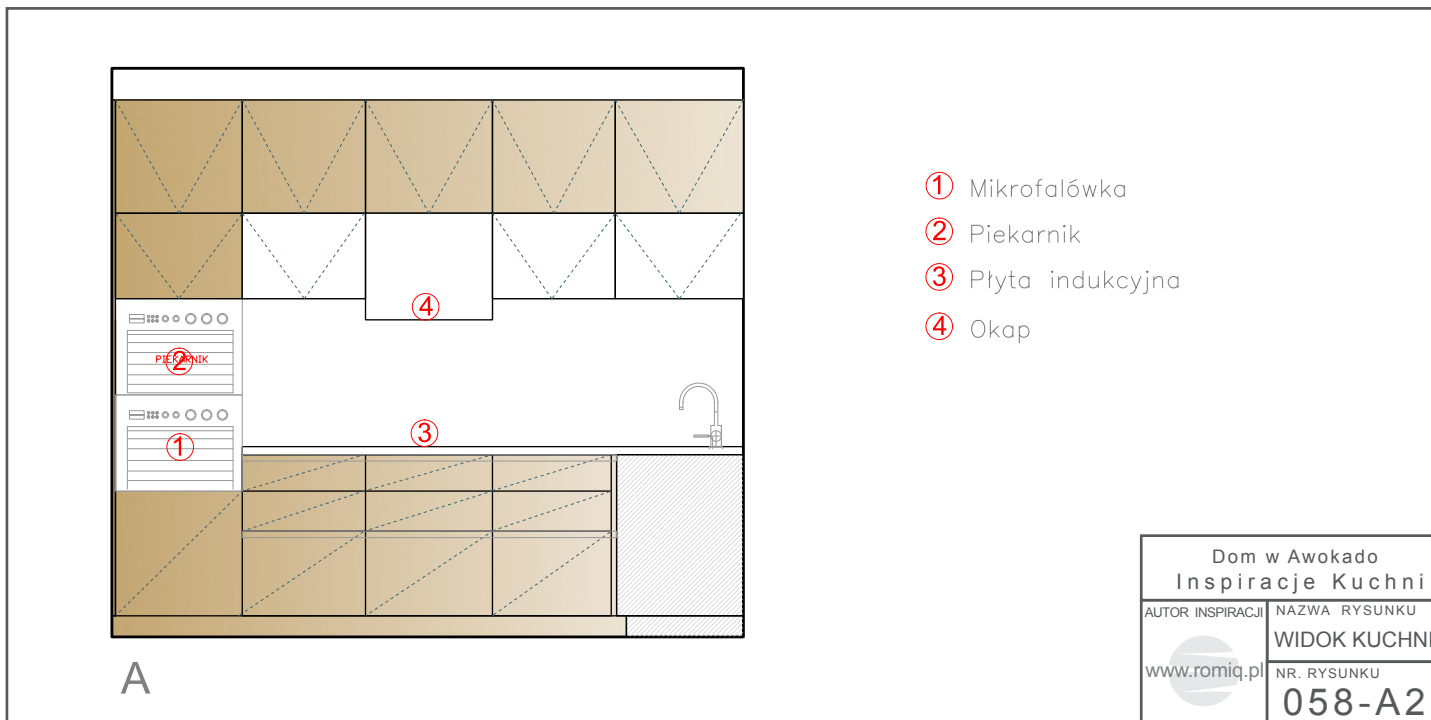 4
PIEKARNIK
2
1
3
A
1 Mikrofalówka
2 Piekarnik
3 Płyta indukcyjna
4 Okap
Dom w Awokado
Inspiracje Kuchni
AUTOR INSPIRACJI
www.romiq.pl
NAZWA RYSUNKU
WIDOK KUCHNI
NR. RYSUNKU
058-A2